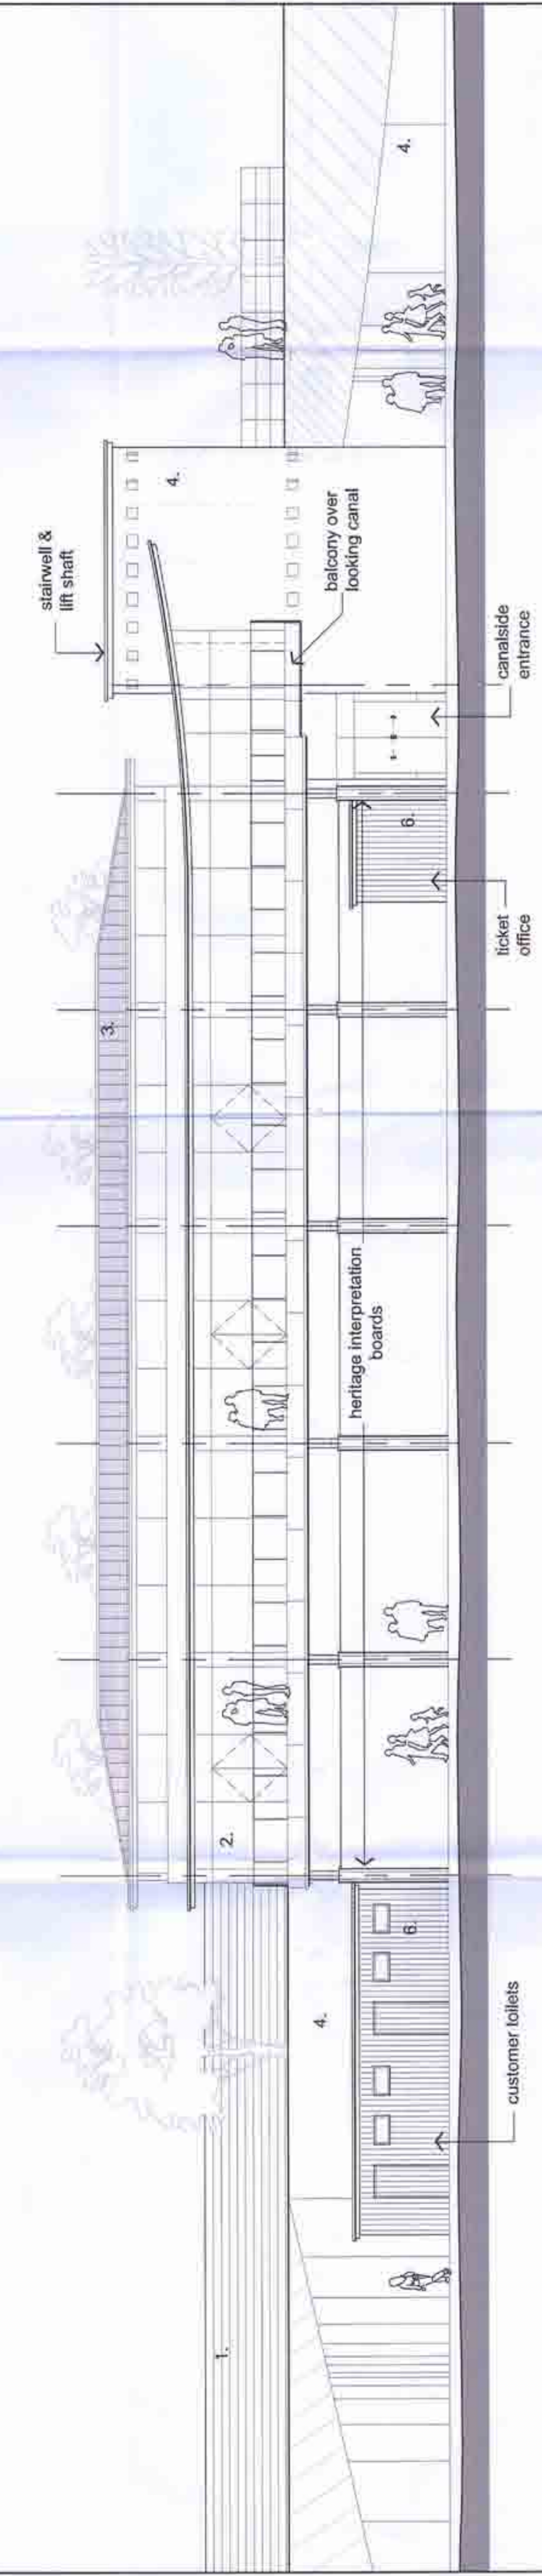 stairwell &
lift shaft
4.
balcony over
looking canal
canalside
entrance
4.
3.
6.
ticket
office
heritage interpretation
boards
2.
1.
4.
6.
customer toilets